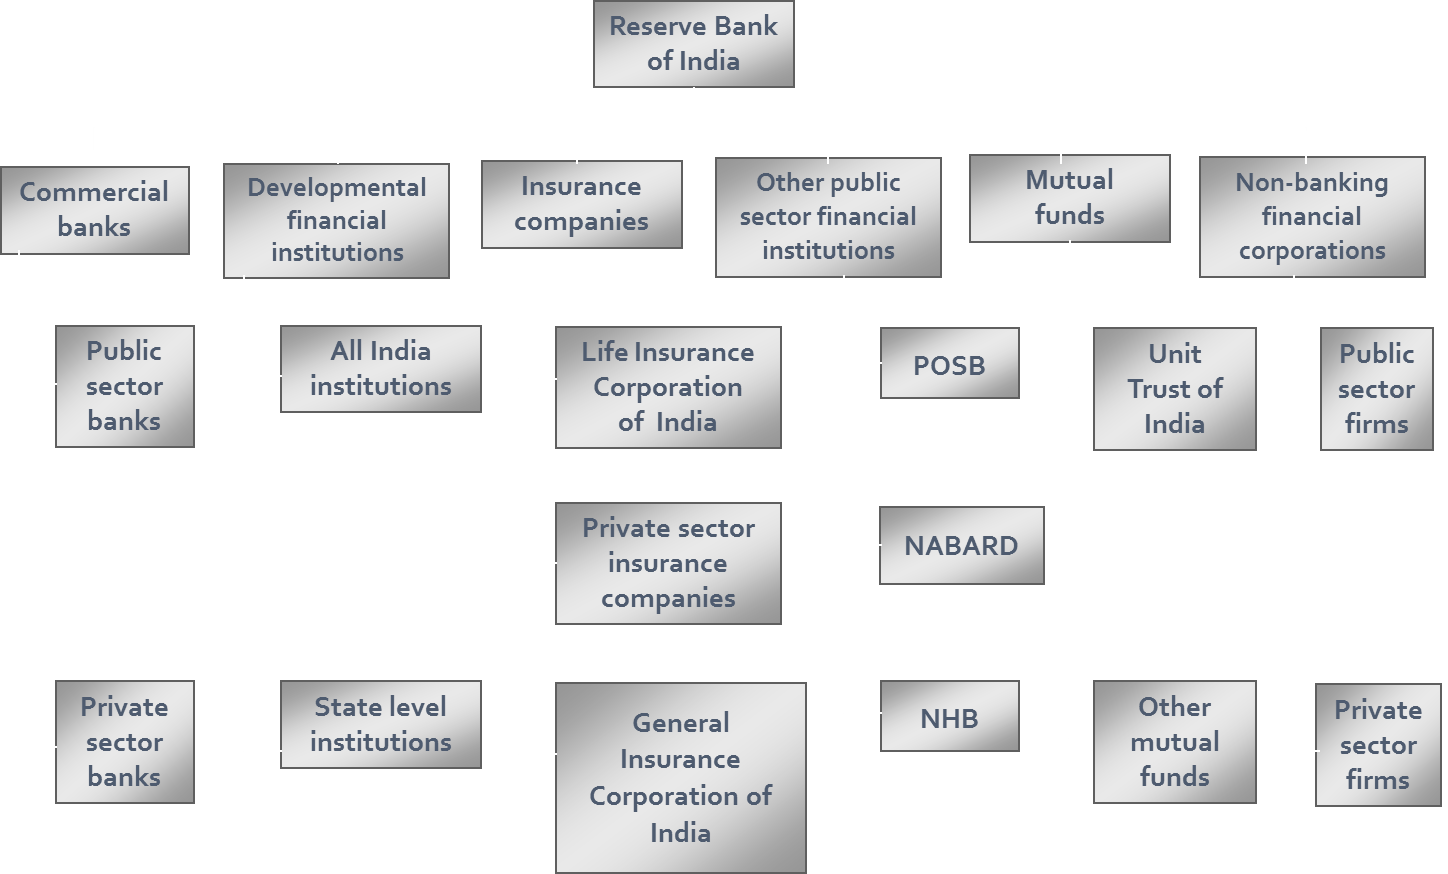 Reserve Bank
of India
Commercial
banks
Developmental
financial
institutions
Insurance
companies
Other public
sector financial
institutions
Mutual
funds
Non-banking
financial
corporations
Public
sector
banks
All India
institutions
Life Insurance
Corporation
of India
POSB
Unit
Trust of
India
Public
sector
firms
Private sector
insurance
companies
NABARD
Private
sector
banks
State level
institutions
General
Insurance
Corporation of
India
NHB
Other
mutual
funds
Private
sector
firms